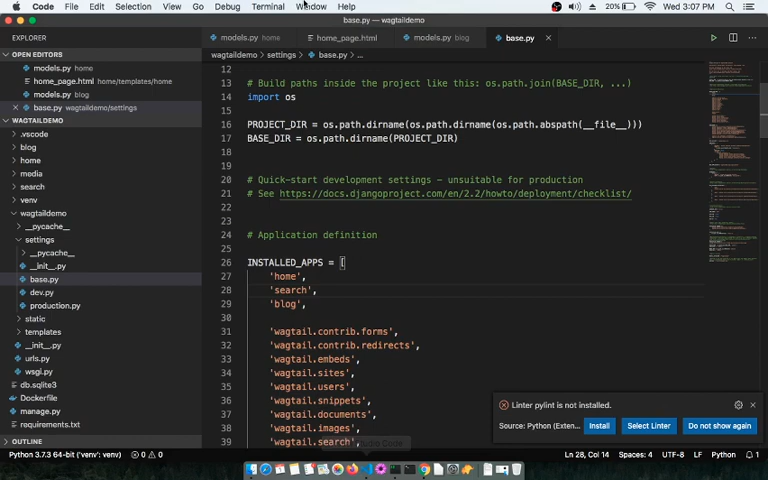 Code File Edit Selection View Go Debug Terminal Window Help 20% Wed 3:07 PM
base.py — wagtaildemo
EXPLORER
OPEN EDITORS
models.py home
home_page.html home/templates/home
models.py blog
base.py wagtaildemo/settings
WAGTAILDEMO
.vscode
blog
home
media
search
venv
wagtaildemo
__pycache__
settings
__pycache__
__init__.py
base.py
dev.py
production.py
static
templates
__init__.py
urls.py
wsgi.py
db.sqlite3
Dockerfile
manage.py
requirements.txt
OUTLINE
models.py home home_page.html models.py blog base.py
wagtaildemo > settings > base.py > ...
12
13 # Build paths inside the project like this: os.path.join(BASE_DIR, ...)
14 import os
15
16 PROJECT_DIR = os.path.dirname(os.path.dirname(os.path.abspath(__file__)))
17 BASE_DIR = os.path.dirname(PROJECT_DIR)
18
19
20 # Quick-start development settings - unsuitable for production
21 # See https://docs.djangoproject.com/en/2.2/howto/deployment/checklist/
22
23
24 # Application definition
25
26 INSTALLED_APPS = [
27 'home',
28 'search',
29 'blog',
30
31 'wagtail.contrib.forms',
32 'wagtail.contrib.redirects',
33 'wagtail.embeds',
34 'wagtail.sites',
35 'wagtail.users',
36 'wagtail.snippets',
37 'wagtail.documents',
38 'wagtail.images',
39 'wagtail.search',
Linter pylint is not installed.
Source: Python (Exten... Install Select Linter Do not show again
Python 3.7.3 64-bit ('venv': venv) 0 0 Ln 28, Col 14 Spaces: 4 UTF-8 LF Python 1